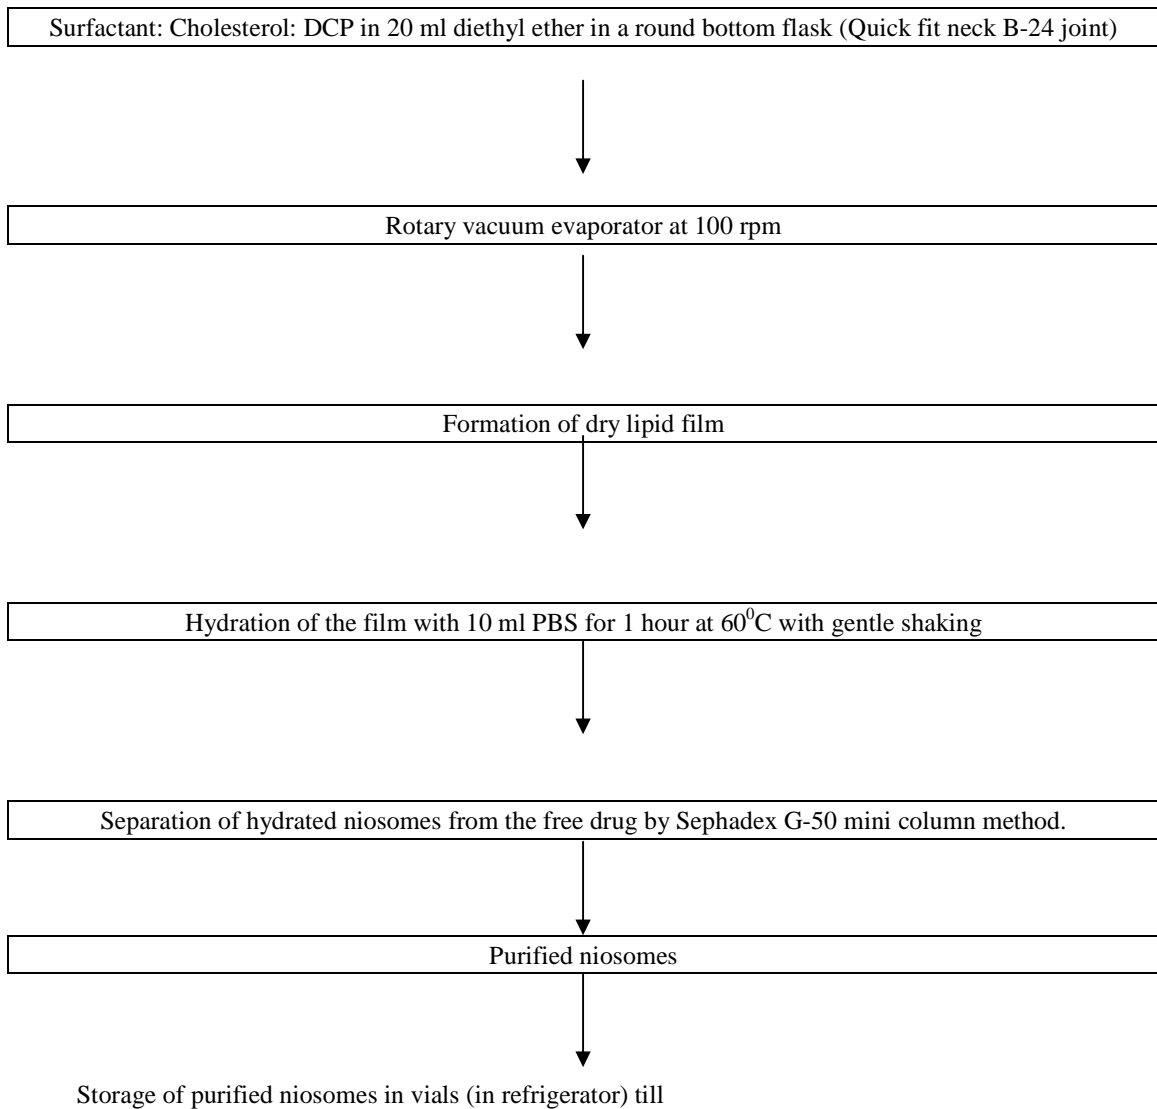 Surfactant: Cholesterol: DCP in 20 ml diethyl ether in a round bottom flask (Quick fit neck B-24 joint)
Rotary vacuum evaporator at 100 rpm
Formation of dry lipid film
Hydration of the film with 10 ml PBS for 1 hour at 60⁰C with gentle shaking
Separation of hydrated niosomes from the free drug by Sephadex G-50 mini column method.
Purified niosomes
Storage of purified niosomes in vials (in refrigerator) till